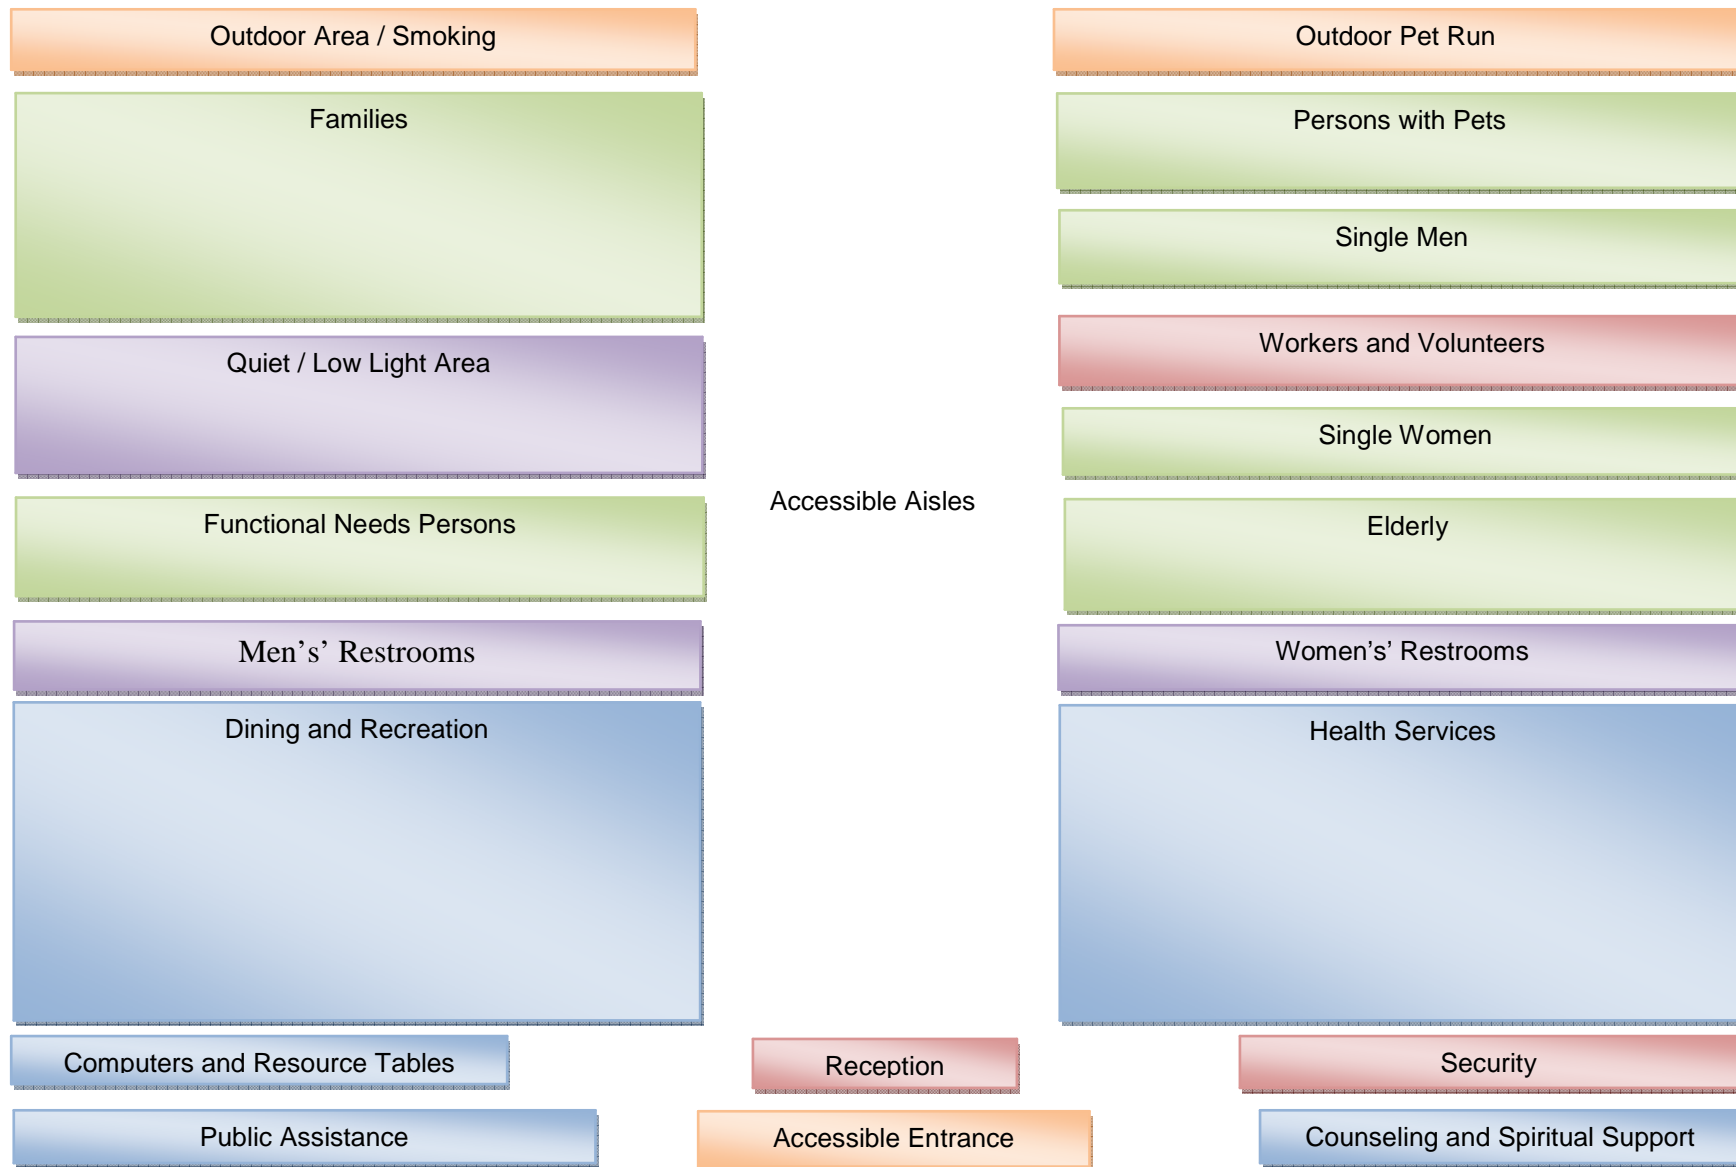 Outdoor Area / Smoking
Outdoor Pet Run
Families
Persons with Pets
Single Men
Quiet / Low Light Area
Workers and Volunteers
Single Women
Accessible Aisles
Functional Needs Persons
Elderly
Men's’ Restrooms
Women's’ Restrooms
Dining and Recreation
Health Services
Computers and Resource Tables
Reception
Security
Public Assistance
Accessible Entrance
Counseling and Spiritual Support